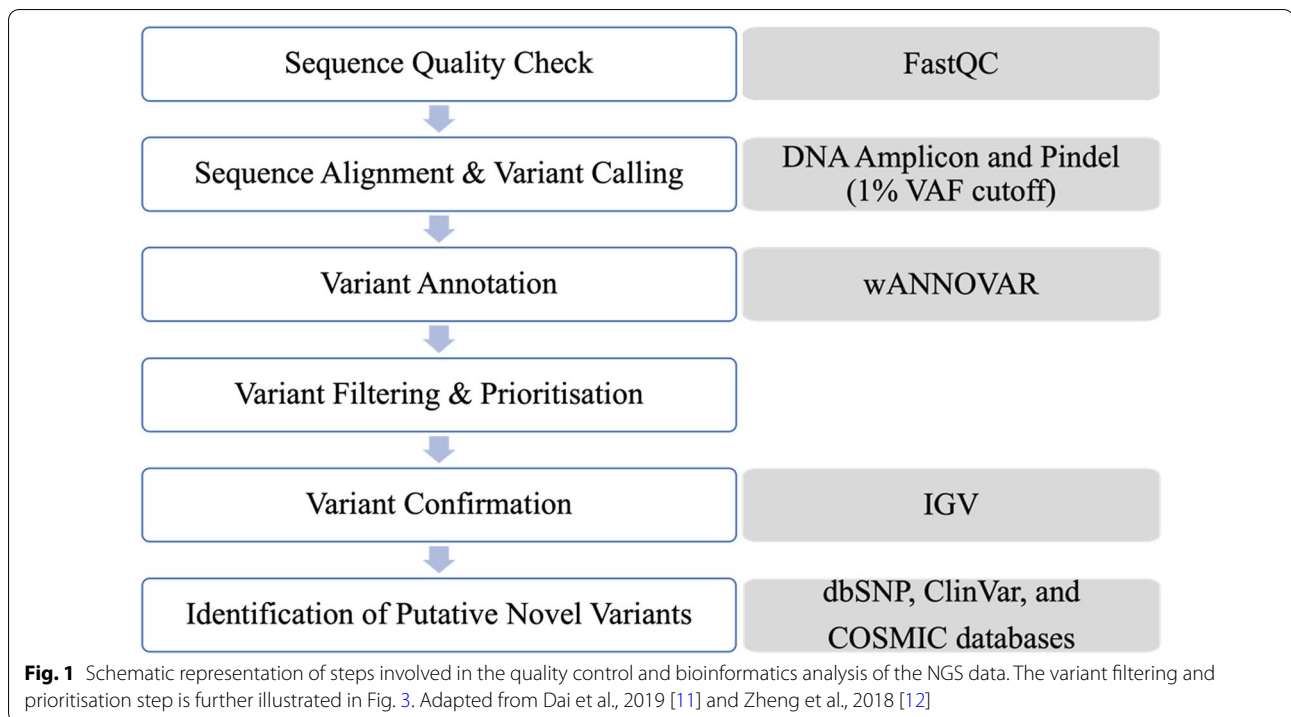 Sequence Quality Check
FastQC
Sequence Alignment & Variant Calling
DNA Amplicon and Pindel
(1% VAF cutoff)
Variant Annotation
wANNOVAR
Variant Filtering & Prioritisation
Variant Confirmation
IGV
Identification of Putative Novel Variants
dbSNP, ClinVar, and
COSMIC databases
Fig. 1 Schematic representation of steps involved in the quality control and bioinformatics analysis of the NGS data. The variant filtering and
prioritisation step is further illustrated in Fig. 3. Adapted from Dai et al., 2019 [11] and Zheng et al., 2018 [12]